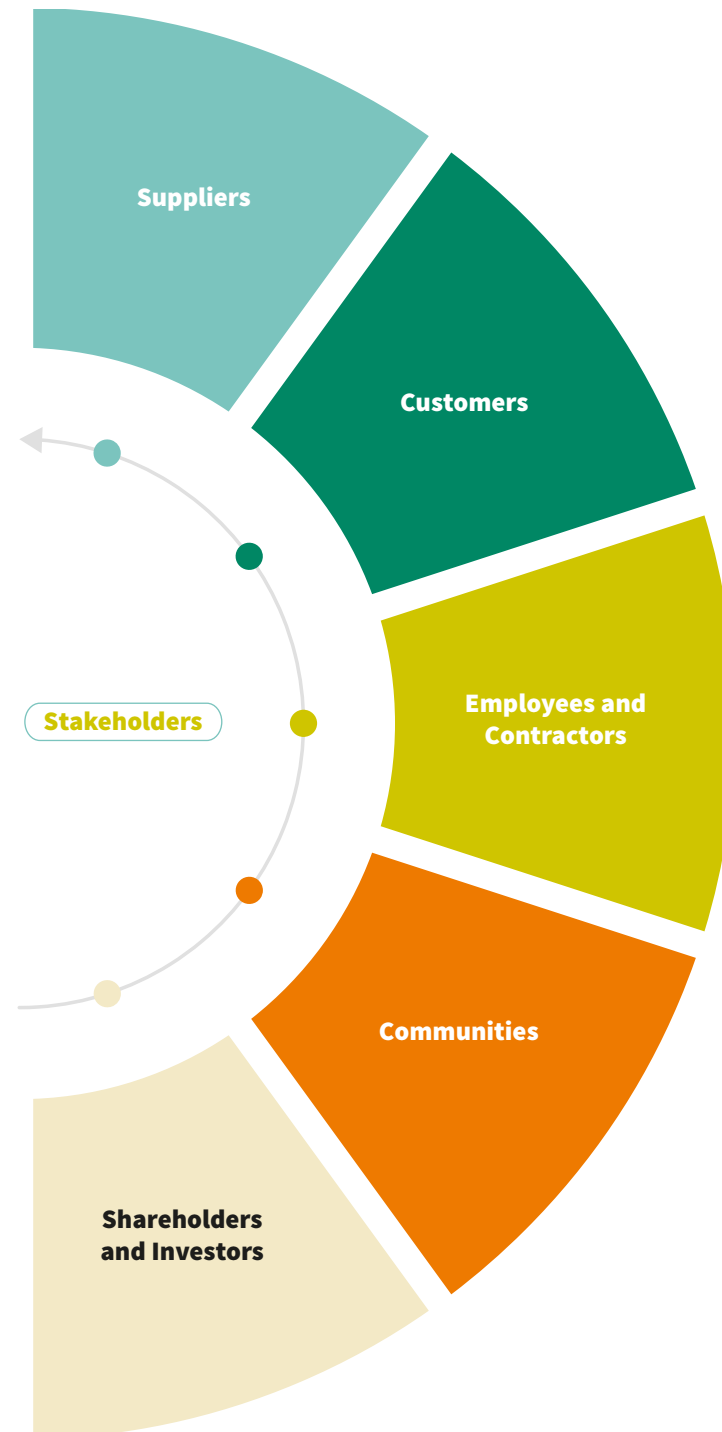 Suppliers
Customers
Stakeholders
Employees and
Contractors
Communities
Shareholders
and Investors